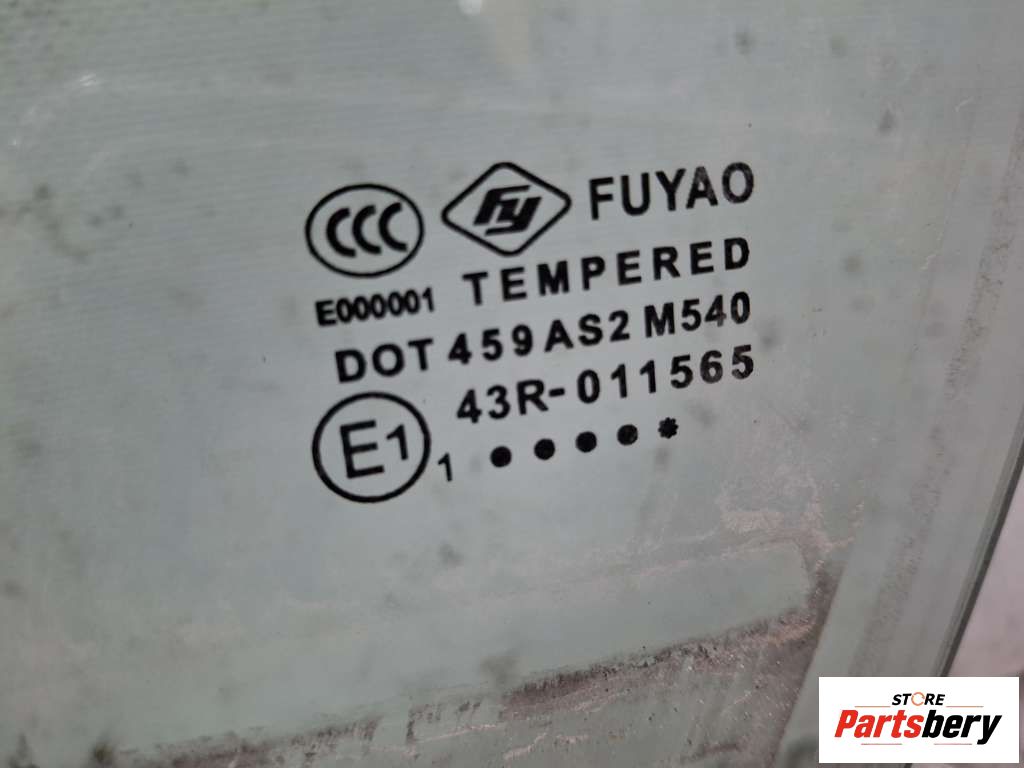 CCC fy FUYAO
E000001 TEMPERED
DOT 459 AS2 M540
43R-011565
E1 1 ●●●●*
STORE
Partsbery